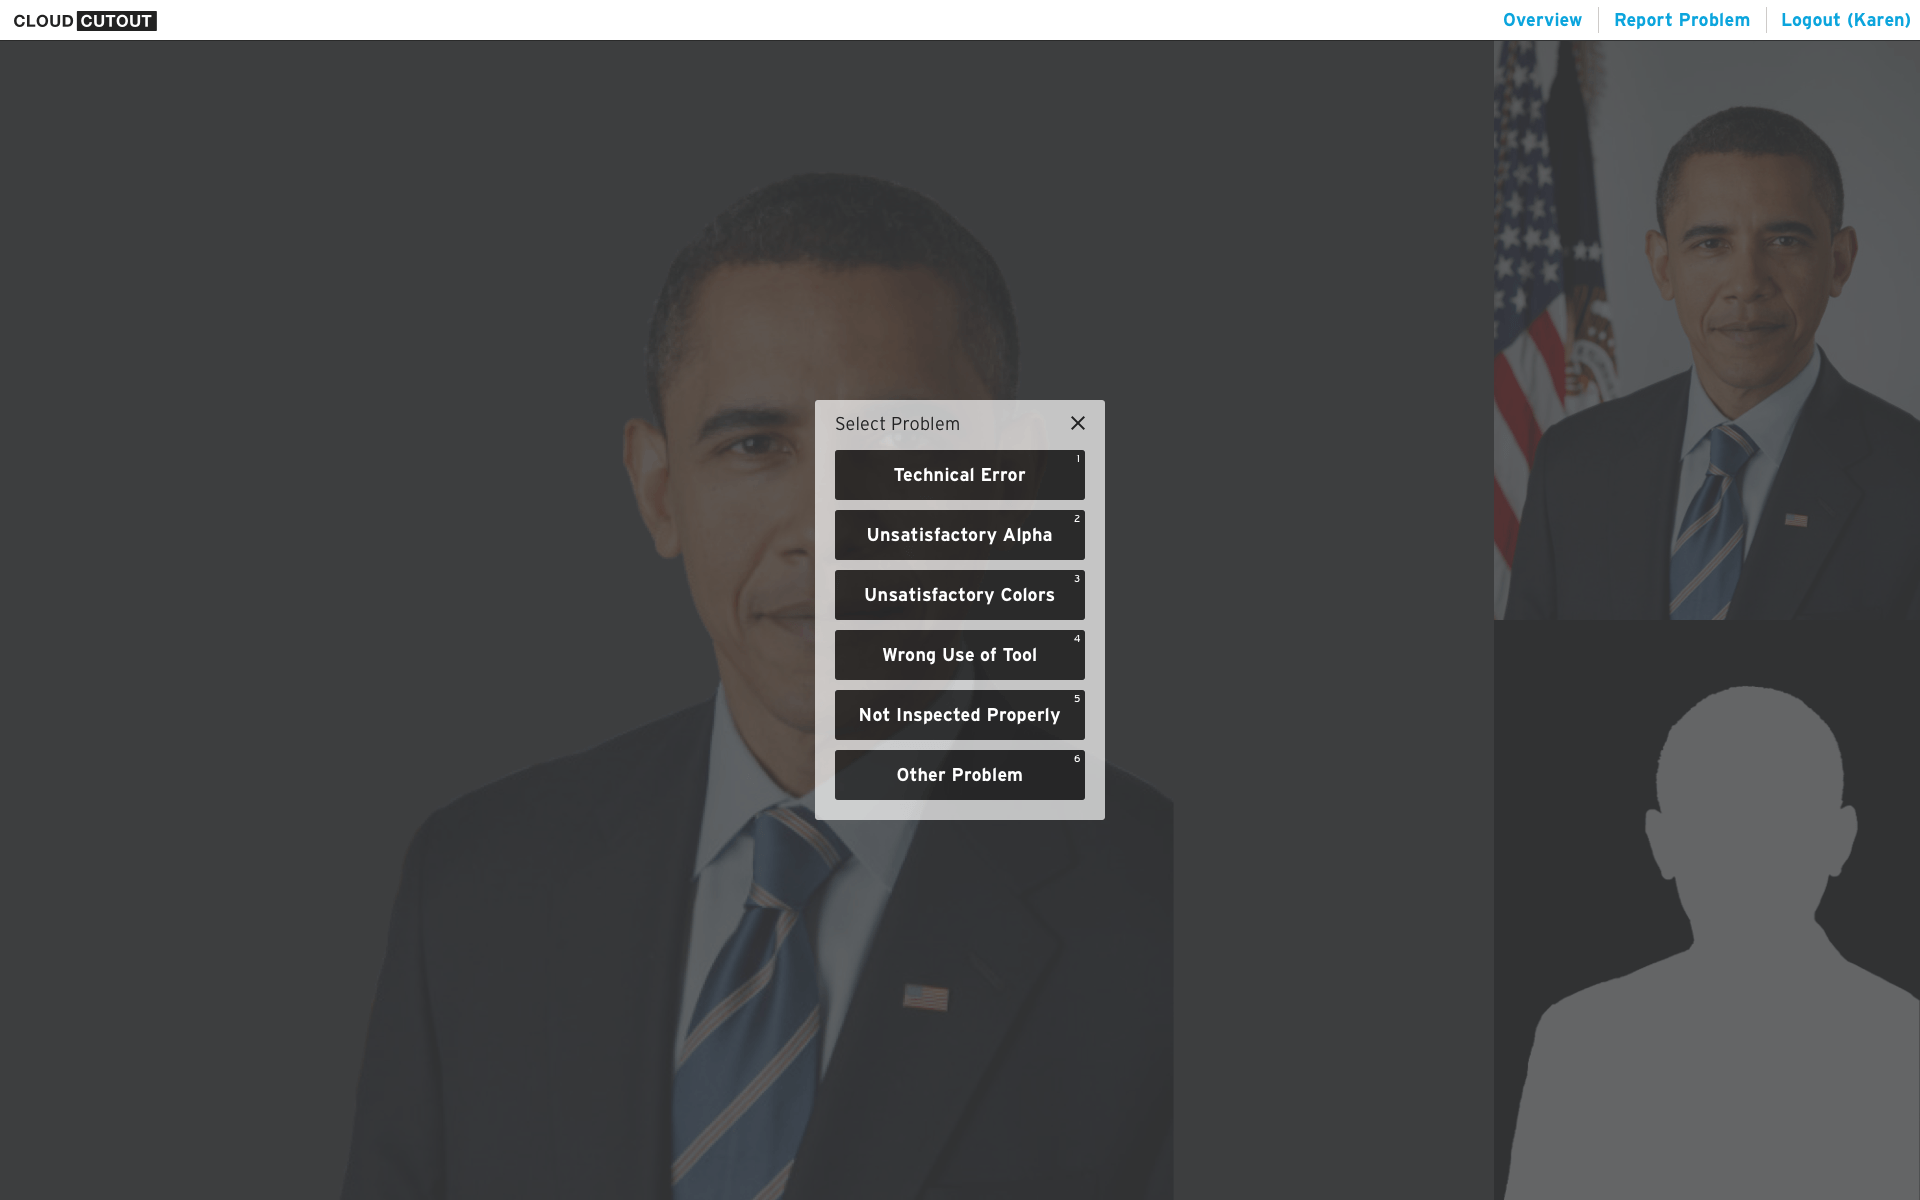 CLOUD CUTOUT
Overview
Report Problem
Logout (Karen)
Select Problem
1
Technical Error
2
Unsatisfactory Alpha
3
Unsatisfactory Colors
4
Wrong Use of Tool
5
Not Inspected Properly
6
Other Problem